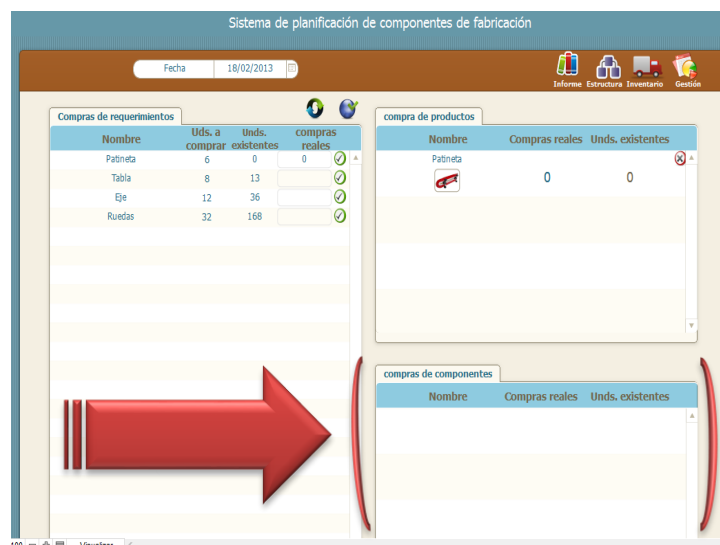 Sistema de planificación de componentes de fabricación
Fecha 18/02/2013
Informe Estructura Inventario Gestión
Compras de requerimientos
Nombre Uds. a comprar Unds. existentes compras reales
Patineta 6 0 0
Tabla 8 13
Eje 12 36
Ruedas 32 168
compra de productos
Nombre Compras reales Unds. existentes
Patineta
0 0
compras de componentes
Nombre Compras reales Unds. existentes
100 Visualizar